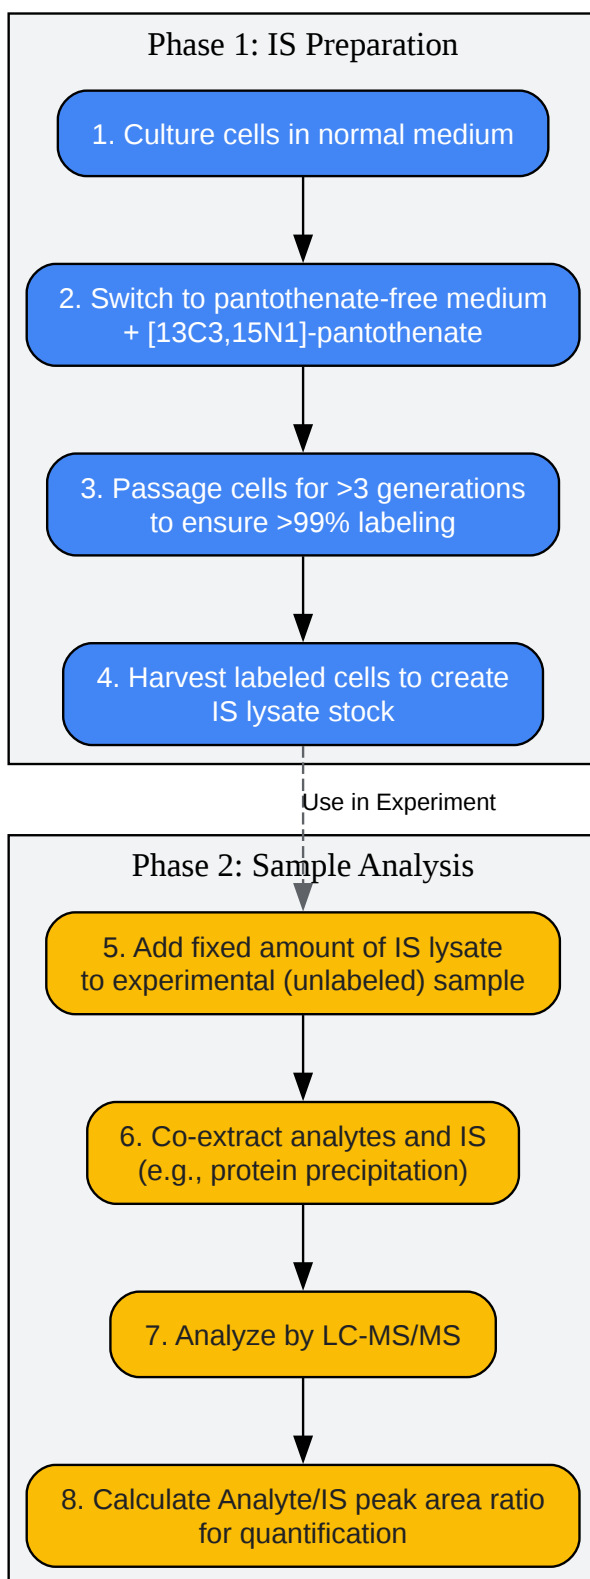 Phase 1: IS Preparation
1. Culture cells in normal medium
2. Switch to pantothenate-free medium
+ [13C3,15N1]-pantothenate
3. Passage cells for >3 generations
to ensure >99% labeling
4. Harvest labeled cells to create
IS lysate stock
Use in Experiment
Phase 2: Sample Analysis
5. Add fixed amount of IS lysate
to experimental (unlabeled) sample
6. Co-extract analytes and IS
(e.g., protein precipitation)
7. Analyze by LC-MS/MS
8. Calculate Analyte/IS peak area ratio
for quantification